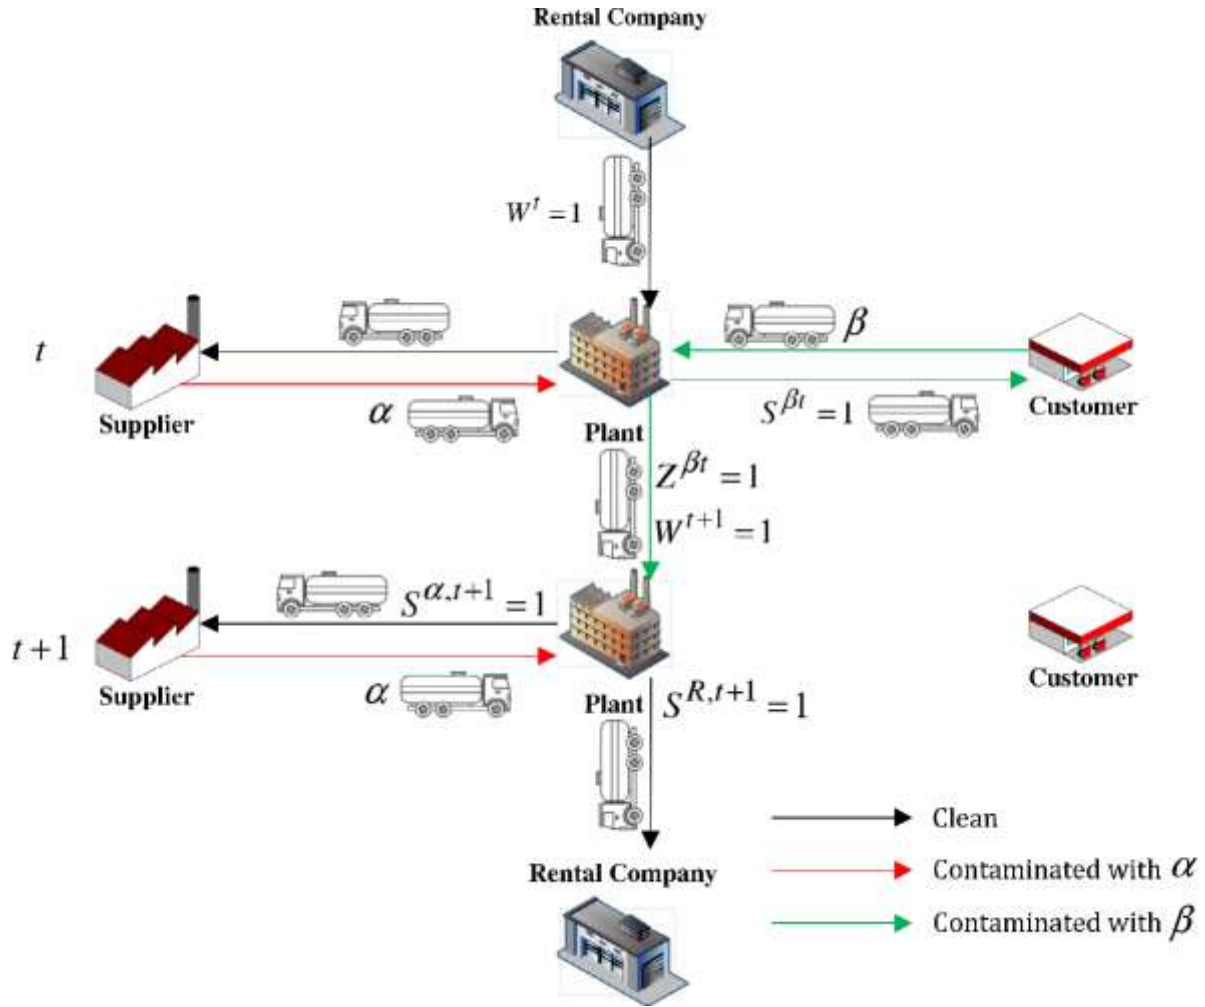 Rental Company
W^t = 1
β
t
α
S^{βt} = 1
Supplier
Customer
Plant
Z^{βt} = 1
W^{t+1} = 1
S^{α,t+1} = 1
t+1
Supplier
α
Plant
S^{R,t+1} = 1
Customer
Clean
Rental Company
Contaminated with α
Contaminated with β